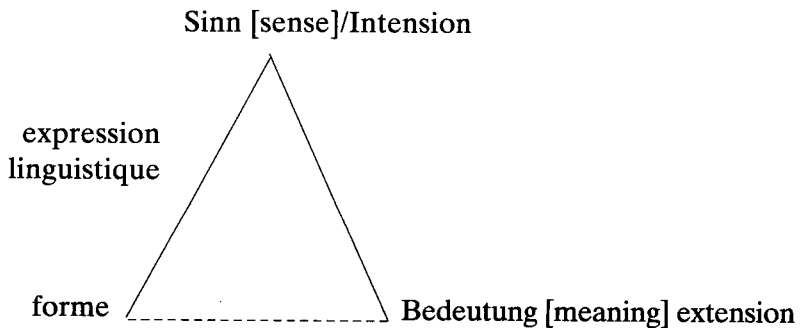 Sinn [sense]/Intension
expression
linguistique
forme
Bedeutung [meaning] extension